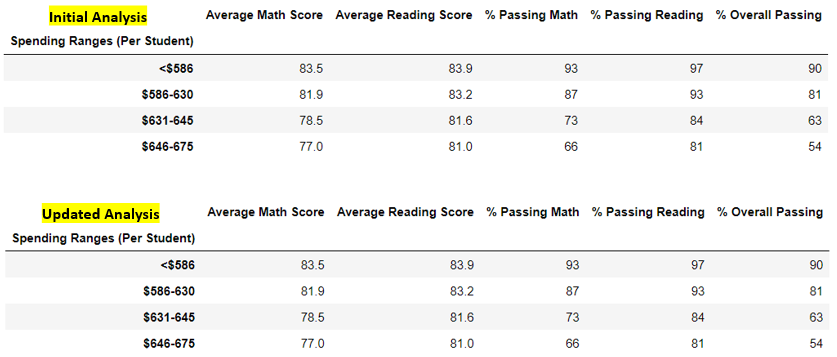 Initial Analysis Average Math Score Average Reading Score % Passing Math % Passing Reading % Overall Passing
Spending Ranges (Per Student)
<$586 83.5 83.9 93 97 90
$586-630 81.9 83.2 87 93 81
$631-645 78.5 81.6 73 84 63
$646-675 77.0 81.0 66 81 54
Updated Analysis Average Math Score Average Reading Score % Passing Math % Passing Reading % Overall Passing
Spending Ranges (Per Student)
<$586 83.5 83.9 93 97 90
$586-630 81.9 83.2 87 93 81
$631-645 78.5 81.6 73 84 63
$646-675 77.0 81.0 66 81 54